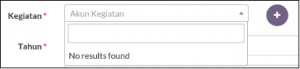 Kegiatan * Akun Kegiatan +
Tahun *
No results found